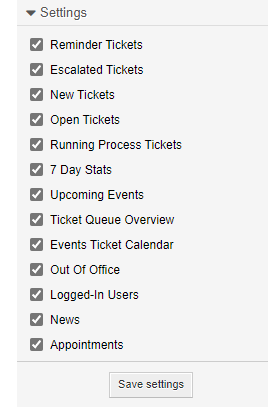 Settings
Reminder Tickets
Escalated Tickets
New Tickets
Open Tickets
Running Process Tickets
7 Day Stats
Upcoming Events
Ticket Queue Overview
Events Ticket Calendar
Out Of Office
Logged-In Users
News
Appointments
Save settings